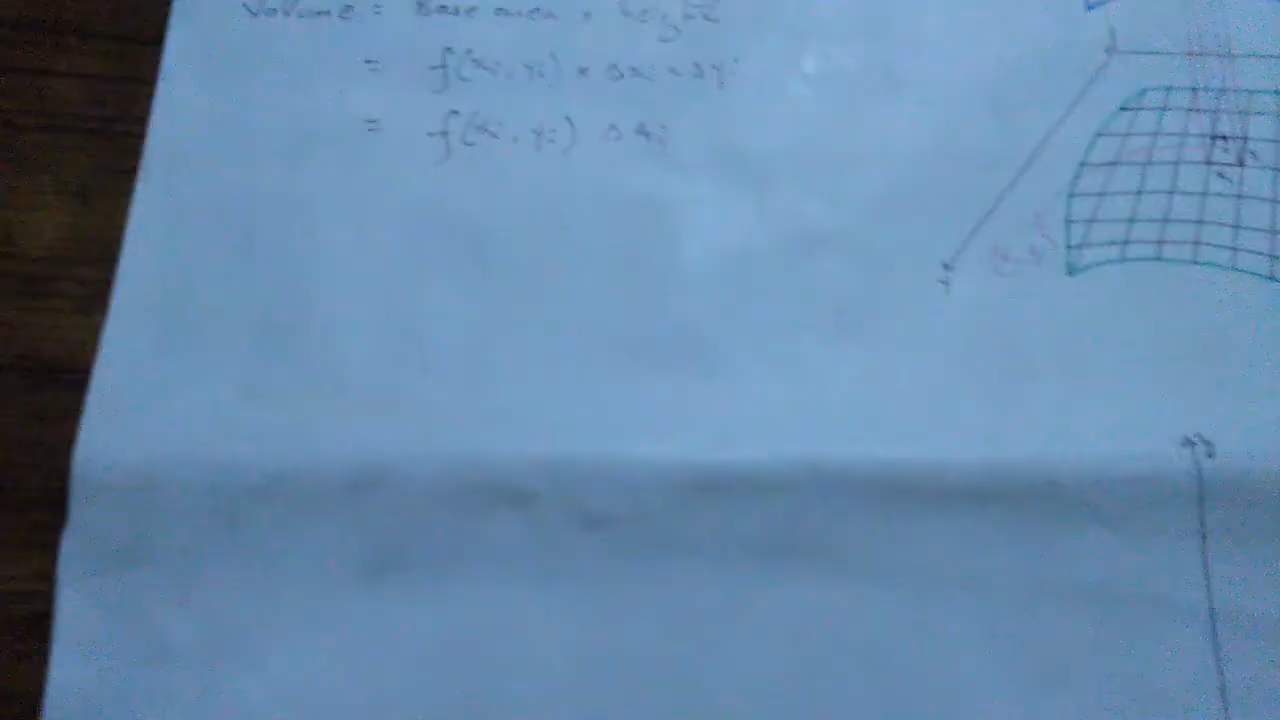 Volume = Base area × height
= f(xi, yi) × Δxi × Δyi
= f(xi, yi) ΔAi